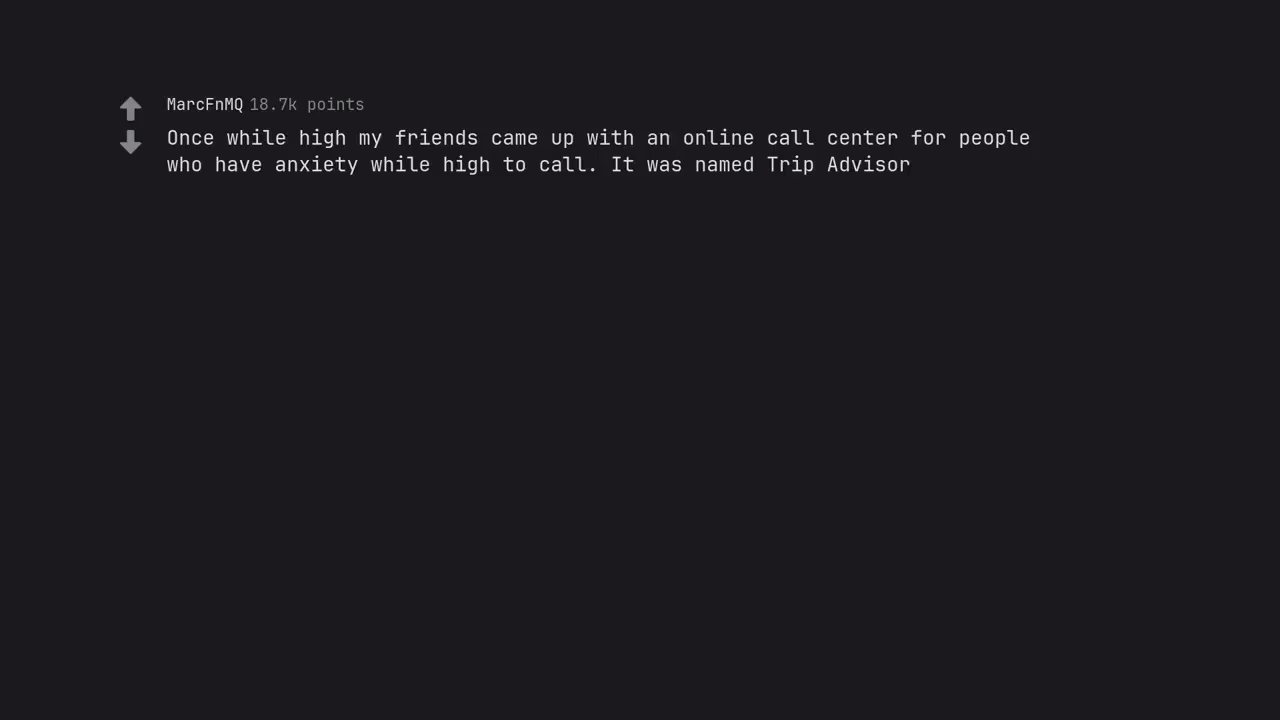 MarcFnMQ 18.7k points
Once while high my friends came up with an online call center for people
who have anxiety while high to call. It was named Trip Advisor